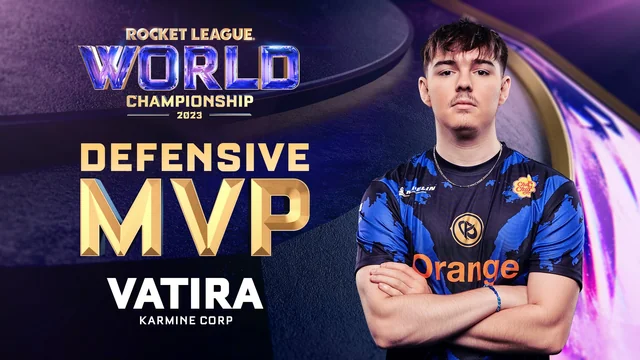 ROCKET LEAGUE
WORLD
CHAMPIONSHIP
2023
DEFENSIVE
MVP
VATIRA
KARMINE CORP
Orange